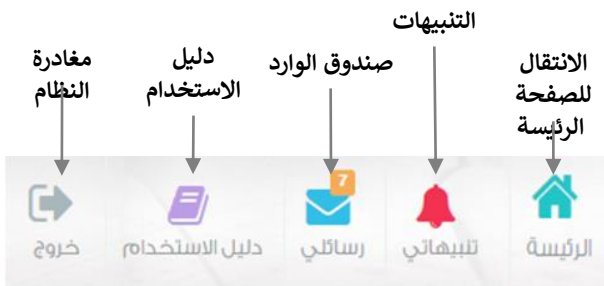 التنبيهات
الانتقال
للصفحة
الرئيسة
صندوق الوارد
دليل
الاستخدام
مغادرة
النظام
7
الرئيسة
تنبيهاتي
رسائلي
دليل الاستخدام
خروج